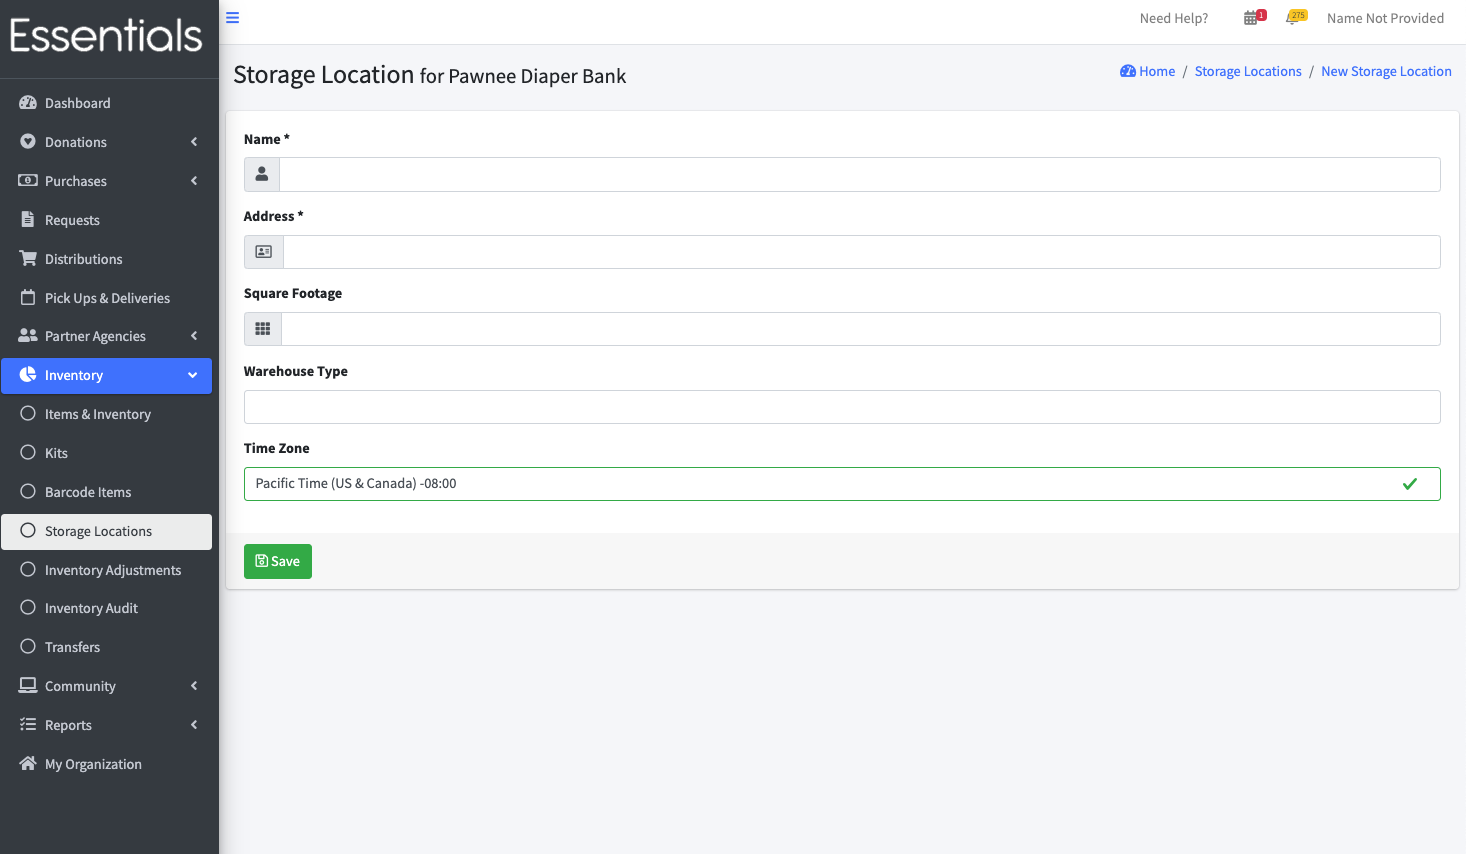 Essentials
Need Help?
1
275
Name Not Provided
Dashboard
Donations
Purchases
Requests
Distributions
Pick Ups & Deliveries
Partner Agencies
Inventory
Items & Inventory
Kits
Barcode Items
Storage Locations
Inventory Adjustments
Inventory Audit
Transfers
Community
Reports
My Organization
Storage Location for Pawnee Diaper Bank
Home / Storage Locations / New Storage Location
Name *
Address *
Square Footage
Warehouse Type
Time Zone
Pacific Time (US & Canada) -08:00
Save